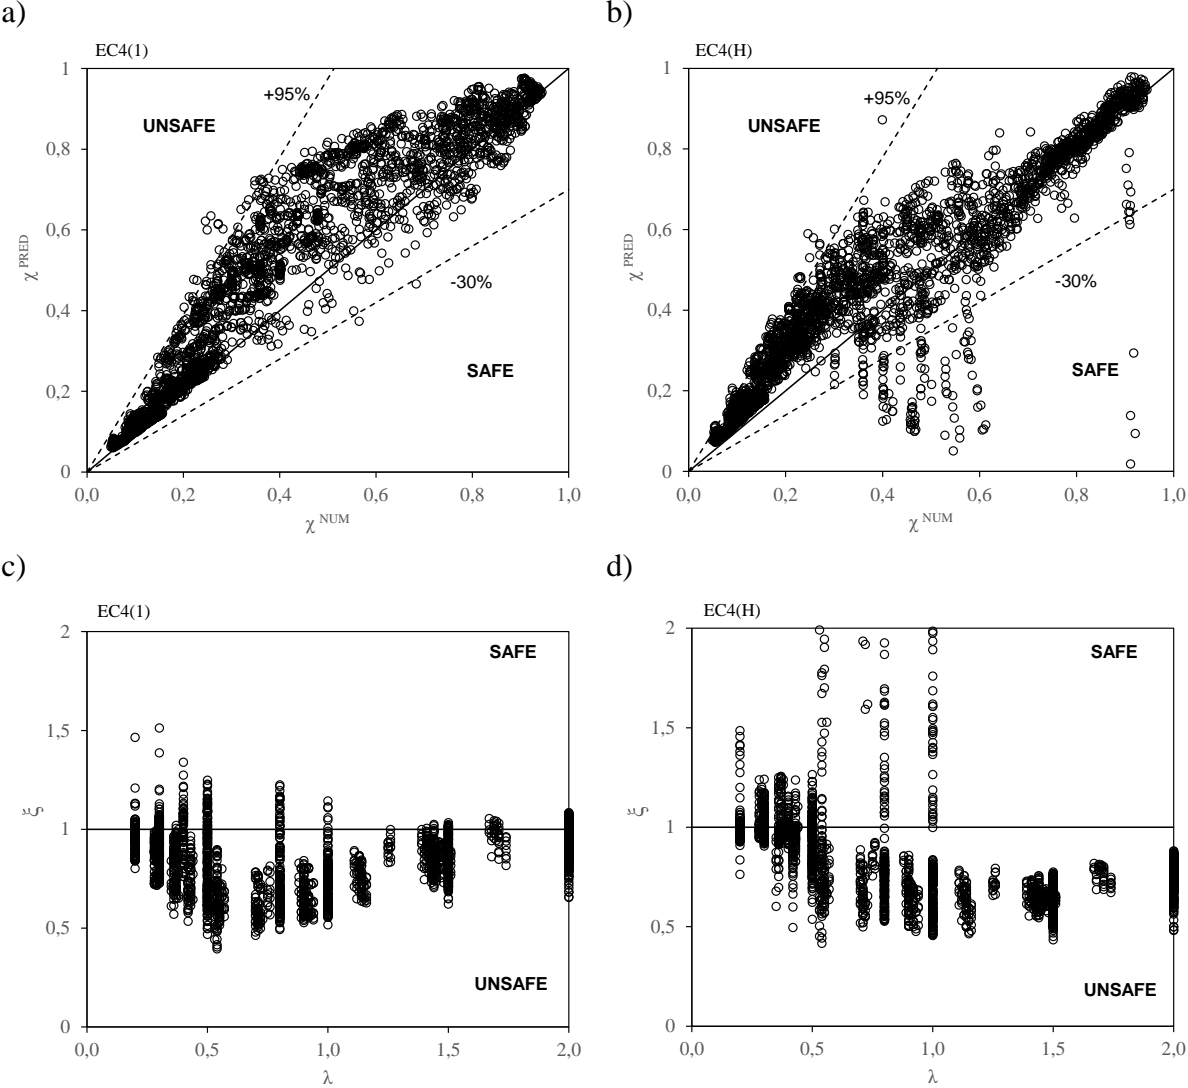 a)
EC4(1)
1
0,8
0,6
0,4
0,2
0
0,0 0,2 0,4 0,6 0,8 1,0
χ PRED
χ NUM
+95%
UNSAFE
-30%
SAFE
b)
EC4(H)
1
0,8
0,6
0,4
0,2
0
0,0 0,2 0,4 0,6 0,8 1,0
χ PRED
χ NUM
+95%
UNSAFE
-30%
SAFE
c)
EC4(1)
2
1,5
1
0,5
0
0,0 0,5 1,0 1,5 2,0
ξ
λ
SAFE
UNSAFE
d)
EC4(H)
2
1,5
1
0,5
0
0,0 0,5 1,0 1,5 2,0
ξ
λ
SAFE
UNSAFE